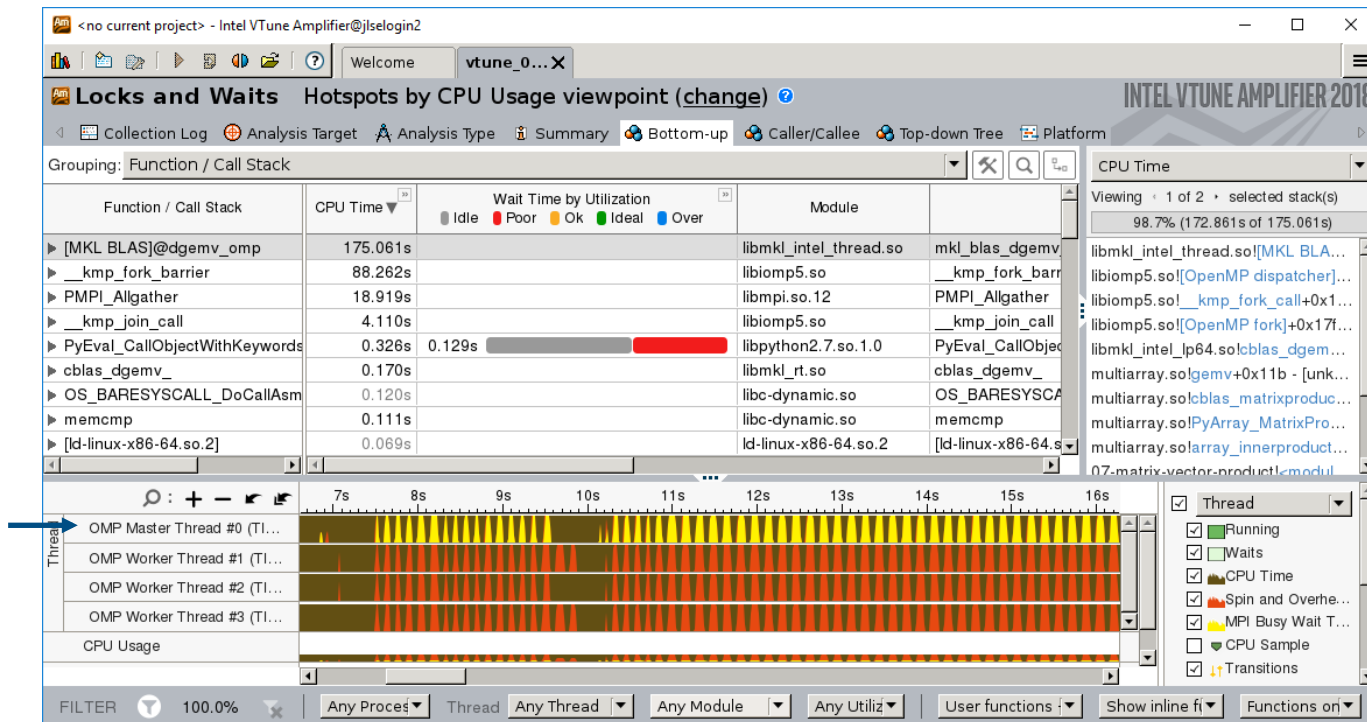 <no current project> - Intel VTune Amplifier@jlselogin2
Welcome vtune_0...
Locks and Waits Hotspots by CPU Usage viewpoint (change) INTEL VTUNE AMPLIFIER 2018
Collection Log Analysis Target Analysis Type Summary Bottom-up Caller/Callee Top-down Tree Platform
Grouping: Function / Call Stack CPU Time
Function / Call Stack CPU Time Wait Time by Utilization Module
Idle Poor Ok Ideal Over
Viewing 1 of 2 selected stack(s)
98.7% (172.861s of 175.061s)
[MKL BLAS]@dgemv_omp 175.061s libmkl_intel_thread.so mkl_blas_dgemv
__kmp_fork_barrier 88.262s libiomp5.so __kmp_fork_barr
PMPI_Allgather 18.919s libmpi.so.12 PMPI_Allgather
__kmp_join_call 4.110s libiomp5.so __kmp_join_call
PyEval_CallObjectWithKeywords 0.326s 0.129s libpython2.7.so.1.0 PyEval_CallObjec
cblas_dgemv_ 0.170s libmkl_rt.so cblas_dgemv_
OS_BARESYSCALL_DoCallAsm 0.120s libc-dynamic.so OS_BARESYSCA
memcmp 0.111s libc-dynamic.so memcmp
[ld-linux-x86-64.so.2] 0.069s ld-linux-x86-64.so.2 [ld-linux-x86-64.s
libmkl_intel_thread.so![MKL BLA...
libiomp5.so![OpenMP dispatcher]...
libiomp5.so!__kmp_fork_call+0x1...
libiomp5.so![OpenMP fork]+0x17f...
libmkl_intel_lp64.so!cblas_dgem...
multiarray.so!gemv+0x11b - [unk...
multiarray.so!cblas_matrixproduc...
multiarray.so!PyArray_MatrixPro...
multiarray.so!array_innerproduct...
07-matrix-vector-product!<modul
7s 8s 9s 10s 11s 12s 13s 14s 15s 16s
Thread
OMP Master Thread #0 (TI...
OMP Worker Thread #1 (TI...
OMP Worker Thread #2 (TI...
OMP Worker Thread #3 (TI...
CPU Usage
Thread
Running
Waits
CPU Time
Spin and Overhe...
MPI Busy Wait T...
CPU Sample
Transitions
FILTER 100.0% Any Proces Thread Any Thread Any Module Any Utiliz User functions Show inline Functions on